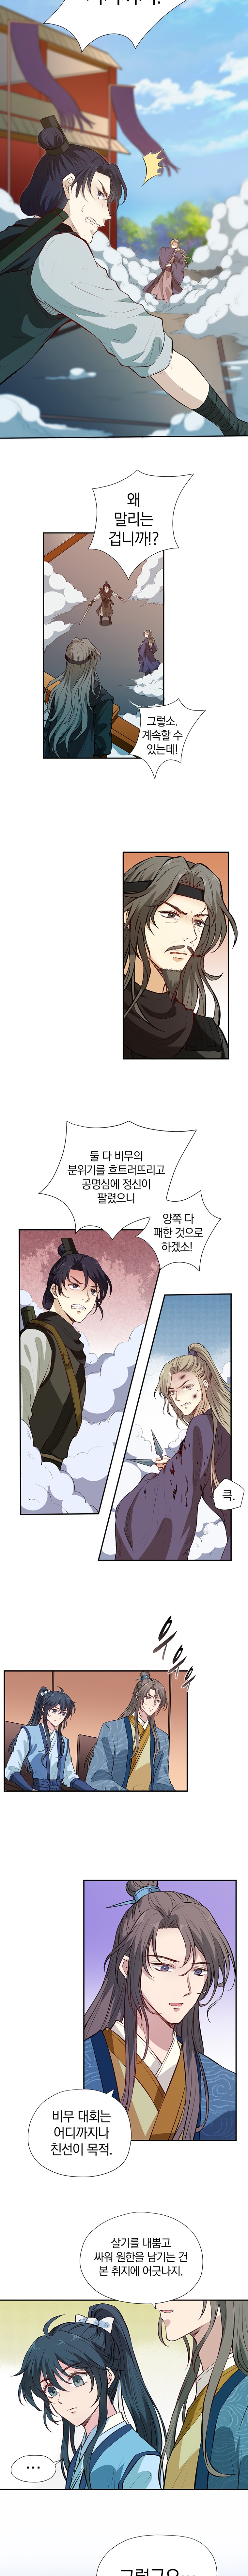 왜
말리는
겁니까!?
그렇소.
계속할 수
있는데!
둘 다 비무의
분위기를 흐트러뜨리고
공명심에 정신이
팔렸으니
양쪽 다
패한 것으로
하겠소!
큭.
우우우
비무 대회는
어디까지나
친선이 목적.
살기를 내뿜고
싸워 원한을 남기는 건
본 취지에 어긋나지.
...